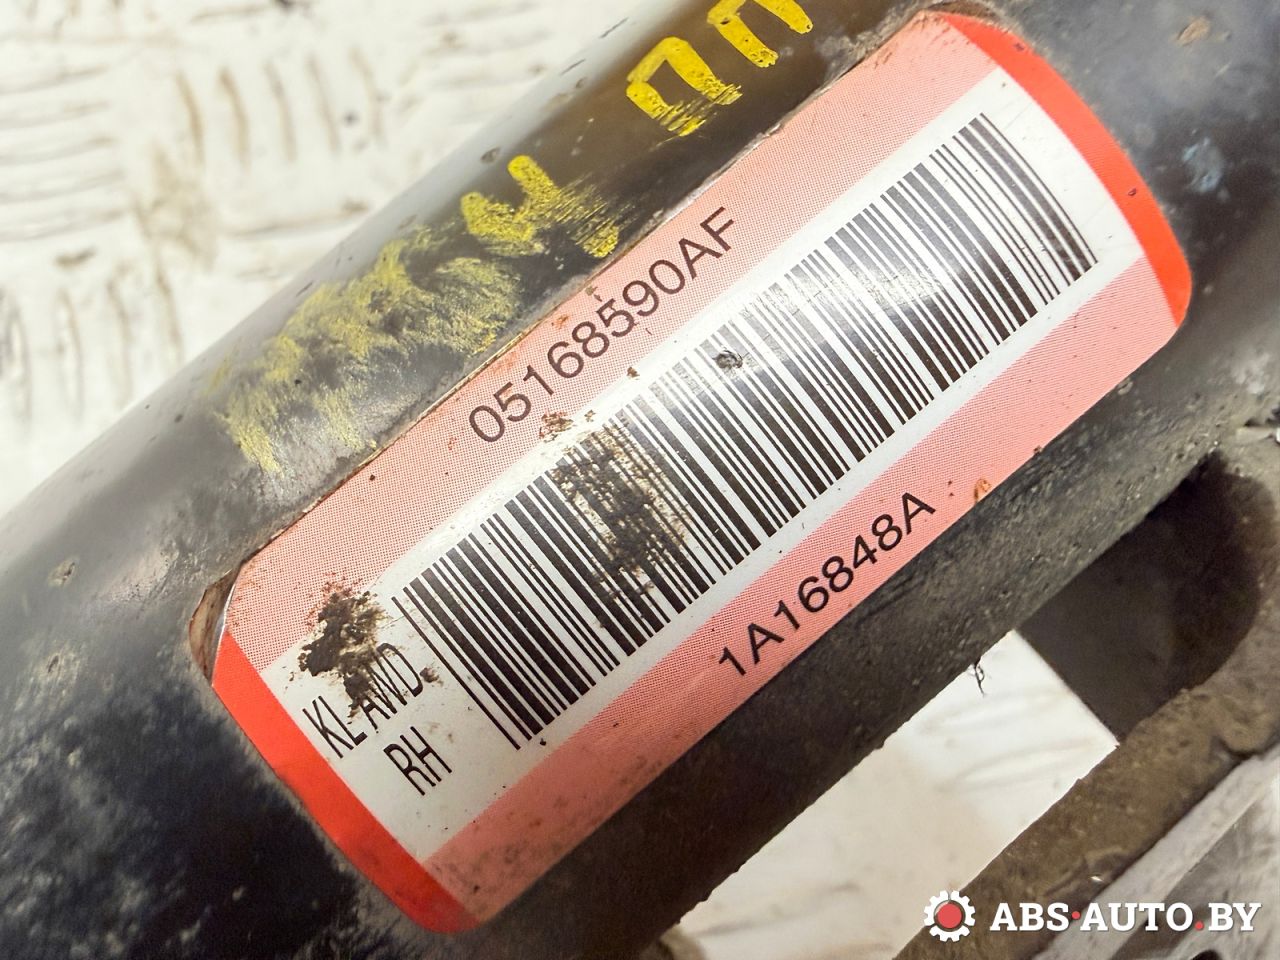 05168590AF
KL AWD
RH
1A16848A
ABS-AUTO.BY